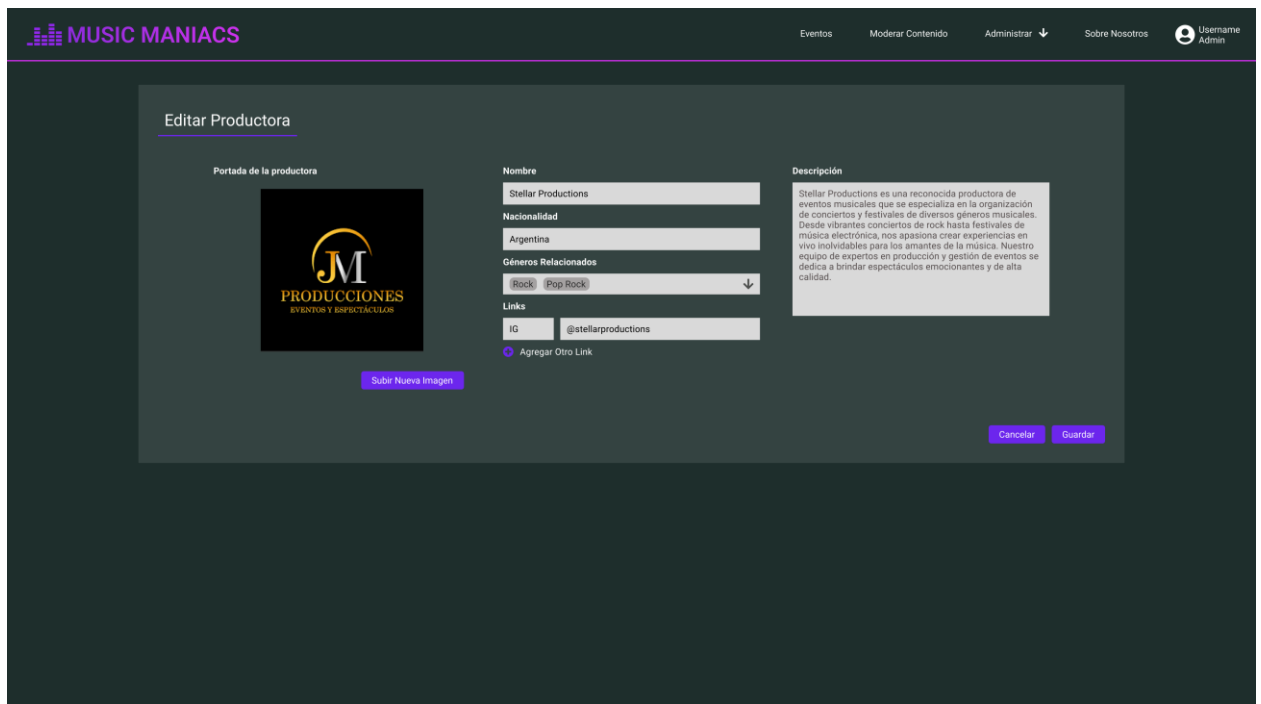 MUSIC MANIACS
Eventos
Moderar Contenido
Administrar
Sobre Nosotros
Username
Admin
Editar Productora
Portada de la productora
JM
PRODUCCIONES
EVENTOS Y ESPECTÁCULOS
Subir Nueva Imagen
Nombre
Stellar Productions
Nacionalidad
Argentina
Géneros Relacionados
Rock Pop Rock
Links
IG @stellarproductions
Agregar Otro Link
Descripción
Stellar Productions es una reconocida productora de
eventos musicales que se especializa en la organización
de conciertos y festivales de diversos géneros musicales.
Desde vibrantes conciertos de rock hasta festivales de
música electrónica, nos apasiona crear experiencias en
vivo inolvidables para los amantes de la música. Nuestro
equipo de expertos en producción y gestión de eventos se
dedica a brindar espectáculos emocionantes y de alta
calidad.
Cancelar
Guardar